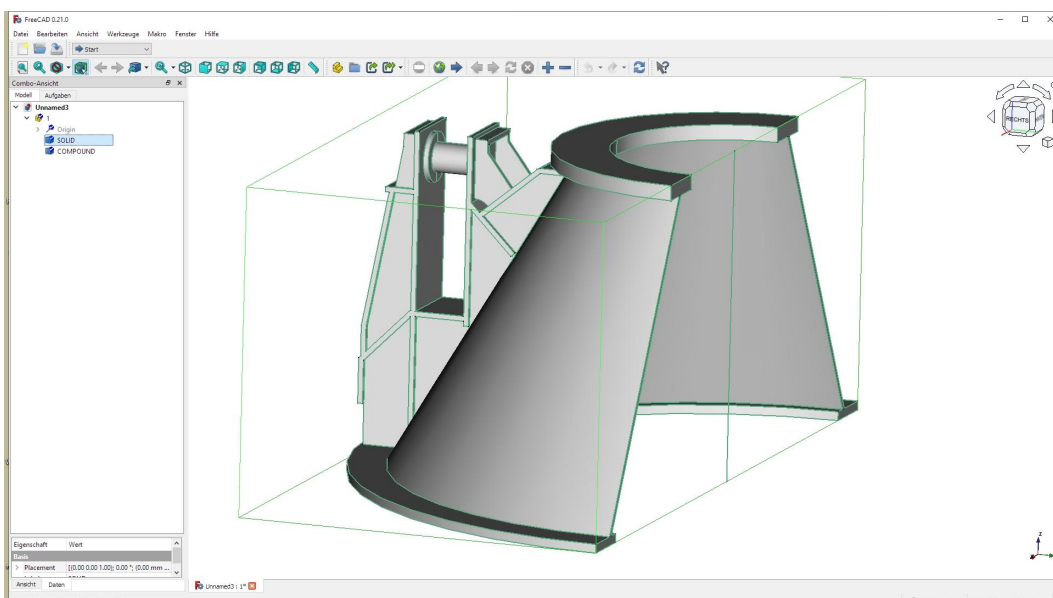 FreeCAD 0.21.0
Datei Bearbeiten Ansicht Werkzeuge Makro Fenster Hilfe
Start
Combo-Ansicht
Modell Aufgaben
Unnamed3
1
Origin
SOLID
COMPOUND
RECHTS
z
Eigenschaft Wert
Basis
Placement [(0.00 0.00 1.00); 0.00 °; (0.00 mm ...
Ansicht Daten
Unnamed3 : 1*